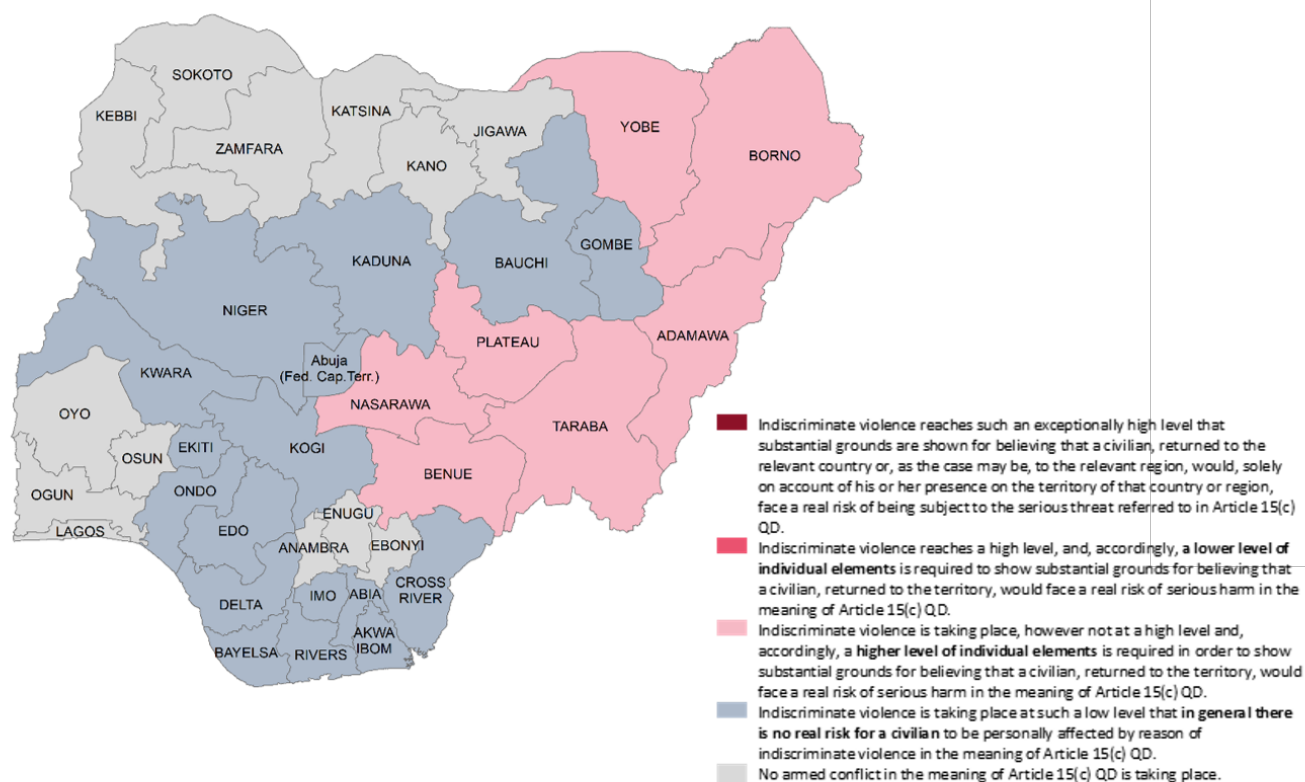 SOKOTO
KEBBI
KATSINA
ZAMFARA
KANO
JIGAWA
YOBE
BORNO
GOMBE
KADUNA
BAUCHI
NIGER
ADAMAWA
PLATEAU
Abuja
(Fed. Cap.Terr.)
KWARA
NASARAWA
OYO
TARABA
EKITI
KOGI
OSUN
BENUE
OGUN
ONDO
LAGOS
EDO
ENUGU
ANAMBRA
EBONYI
CROSS
RIVER
IMO
ABIA
DELTA
AKWA
IBOM
BAYELSA
RIVERS
Indiscriminate violence reaches such an exceptionally high level that
substantial grounds are shown for believing that a civilian, returned to the
relevant country or, as the case may be, to the relevant region, would, solely
on account of his or her presence on the territory of that country or region,
face a real risk of being subject to the serious threat referred to in Article 15(c)
QD.
Indiscriminate violence reaches a high level, and, accordingly, a lower level of
individual elements is required to show substantial grounds for believing that
a civilian, returned to the territory, would face a real risk of serious harm in the
meaning of Article 15(c) QD.
Indiscriminate violence is taking place, however not at a high level and,
accordingly, a higher level of individual elements is required in order to show
substantial grounds for believing that a civilian, returned to the territory, would
face a real risk of serious harm in the meaning of Article 15(c) QD.
Indiscriminate violence is taking place at such a low level that in general there
is no real risk for a civilian to be personally affected by reason of
indiscriminate violence in the meaning of Article 15(c) QD.
No armed conflict in the meaning of Article 15(c) QD is taking place.